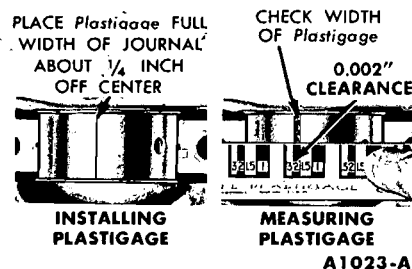 PLACE Plastigage FULL
WIDTH OF JOURNAL
ABOUT 1/4 INCH
OFF CENTER
CHECK WIDTH
OF Plastigage
0.002"
CLEARANCE
PLASTIGAGE
INSTALLING
PLASTIGAGE
MEASURING
PLASTIGAGE
A1023-A